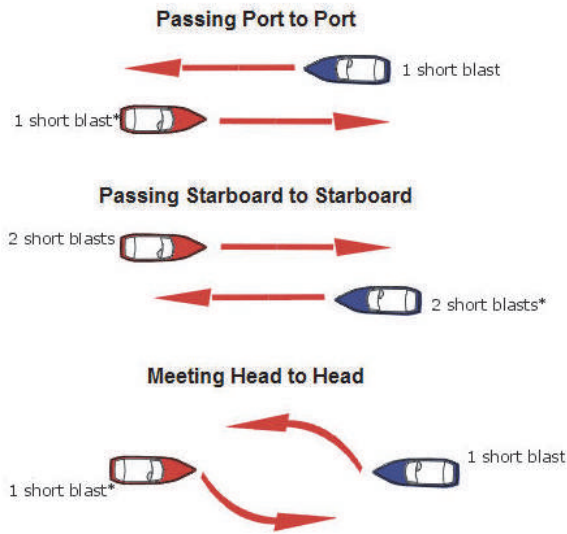 Passing Port to Port
1 short blast
1 short blast*
Passing Starboard to Starboard
2 short blasts
2 short blasts*
Meeting Head to Head
1 short blast
1 short blast*